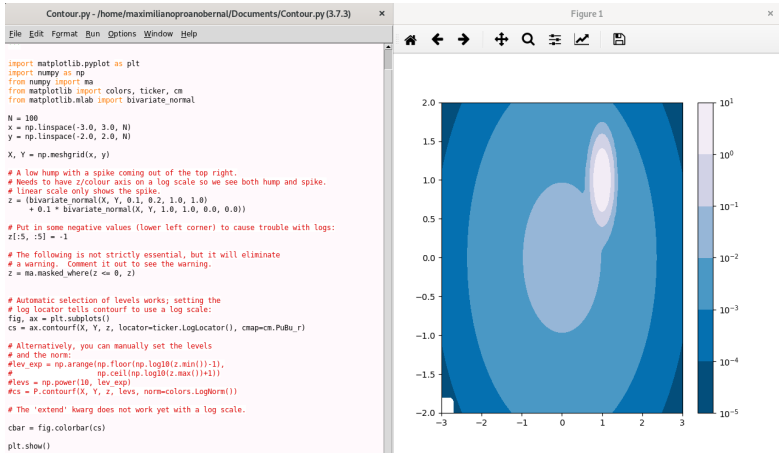 Contour.py - /home/maximilianoproanobernal/Documents/Contour.py (3.7.3)
File Edit Format Run Options Window Help
import matplotlib.pyplot as plt
import numpy as np
from numpy import ma
from matplotlib import colors, ticker, cm
from matplotlib.mlab import bivariate_normal
N = 100
x = np.linspace(-3.0, 3.0, N)
y = np.linspace(-2.0, 2.0, N)
X, Y = np.meshgrid(x, y)
# A low hump with a spike coming out of the top right.
# Needs to have z/colour axis on a log scale so we see both hump and spike.
# linear scale only shows the spike.
z = (bivariate_normal(X, Y, 0.1, 0.2, 1.0, 1.0)
+ 0.1 * bivariate_normal(X, Y, 1.0, 1.0, 0.0, 0.0))
# Put in some negative values (lower left corner) to cause trouble with logs:
z[:5, :5] = -1
# The following is not strictly essential, but it will eliminate
# a warning.  Comment it out to see the warning.
z = ma.masked_where(z <= 0, z)
# Automatic selection of levels works; setting the
# log locator tells contourf to use a log scale:
fig, ax = plt.subplots()
cs = ax.contourf(X, Y, z, locator=ticker.LogLocator(), cmap=cm.PuBu_r)
# Alternatively, you can manually set the levels
# and the norm:
#lev_exp = np.arange(np.floor(np.log10(z.min())-1),
#                    np.ceil(np.log10(z.max())+1))
#levs = np.power(10, lev_exp)
#cs = P.contourf(X, Y, z, levs, norm=colors.LogNorm())
# The 'extend' kwarg does not work yet with a log scale.
cbar = fig.colorbar(cs)
plt.show()
Figure 1
2.0
1.5
1.0
0.5
0.0
−0.5
−1.0
−1.5
−2.0
−3 −2 −1 0 1 2 3
10¹
10⁰
10⁻¹
10⁻²
10⁻³
10⁻⁴
10⁻⁵